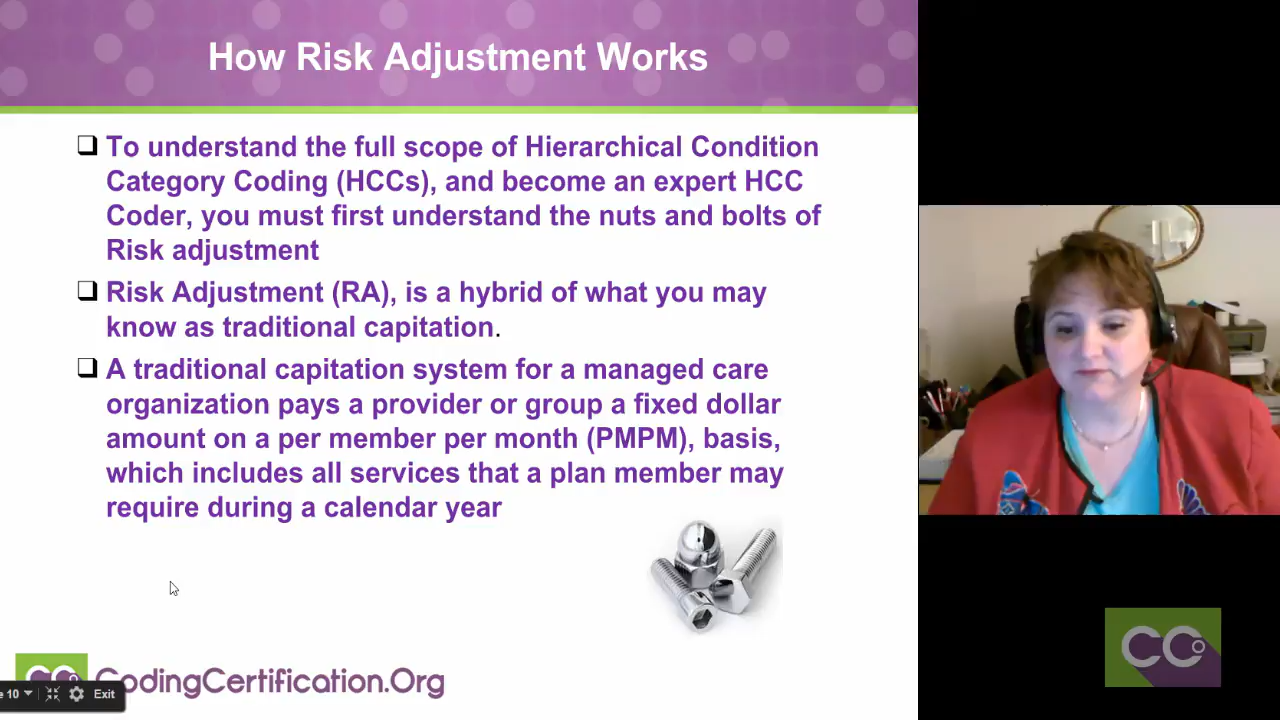 How Risk Adjustment Works
To understand the full scope of Hierarchical Condition
Category Coding (HCCs), and become an expert HCC
Coder, you must first understand the nuts and bolts of
Risk adjustment
Risk Adjustment (RA), is a hybrid of what you may
know as traditional capitation.
A traditional capitation system for a managed care
organization pays a provider or group a fixed dollar
amount on a per member per month (PMPM), basis,
which includes all services that a plan member may
require during a calendar year
CodingCertification.Org
e 10
Exit
CCO